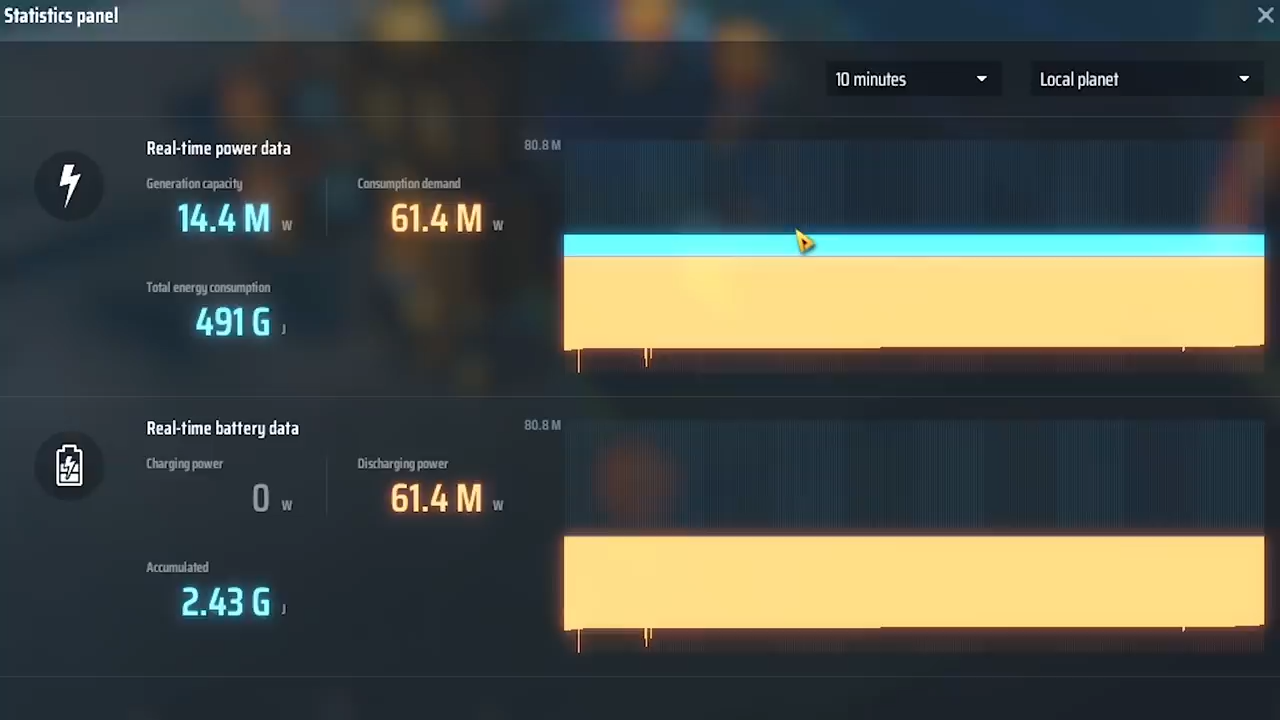 Statistics panel
10 minutes
Local planet
Real-time power data
80.8 M
Generation capacity
Consumption demand
14.4 M W
61.4 M W
Total energy consumption
491 G J
Real-time battery data
80.8 M
Charging power
Discharging power
0 W
61.4 M W
Accumulated
2.43 G J